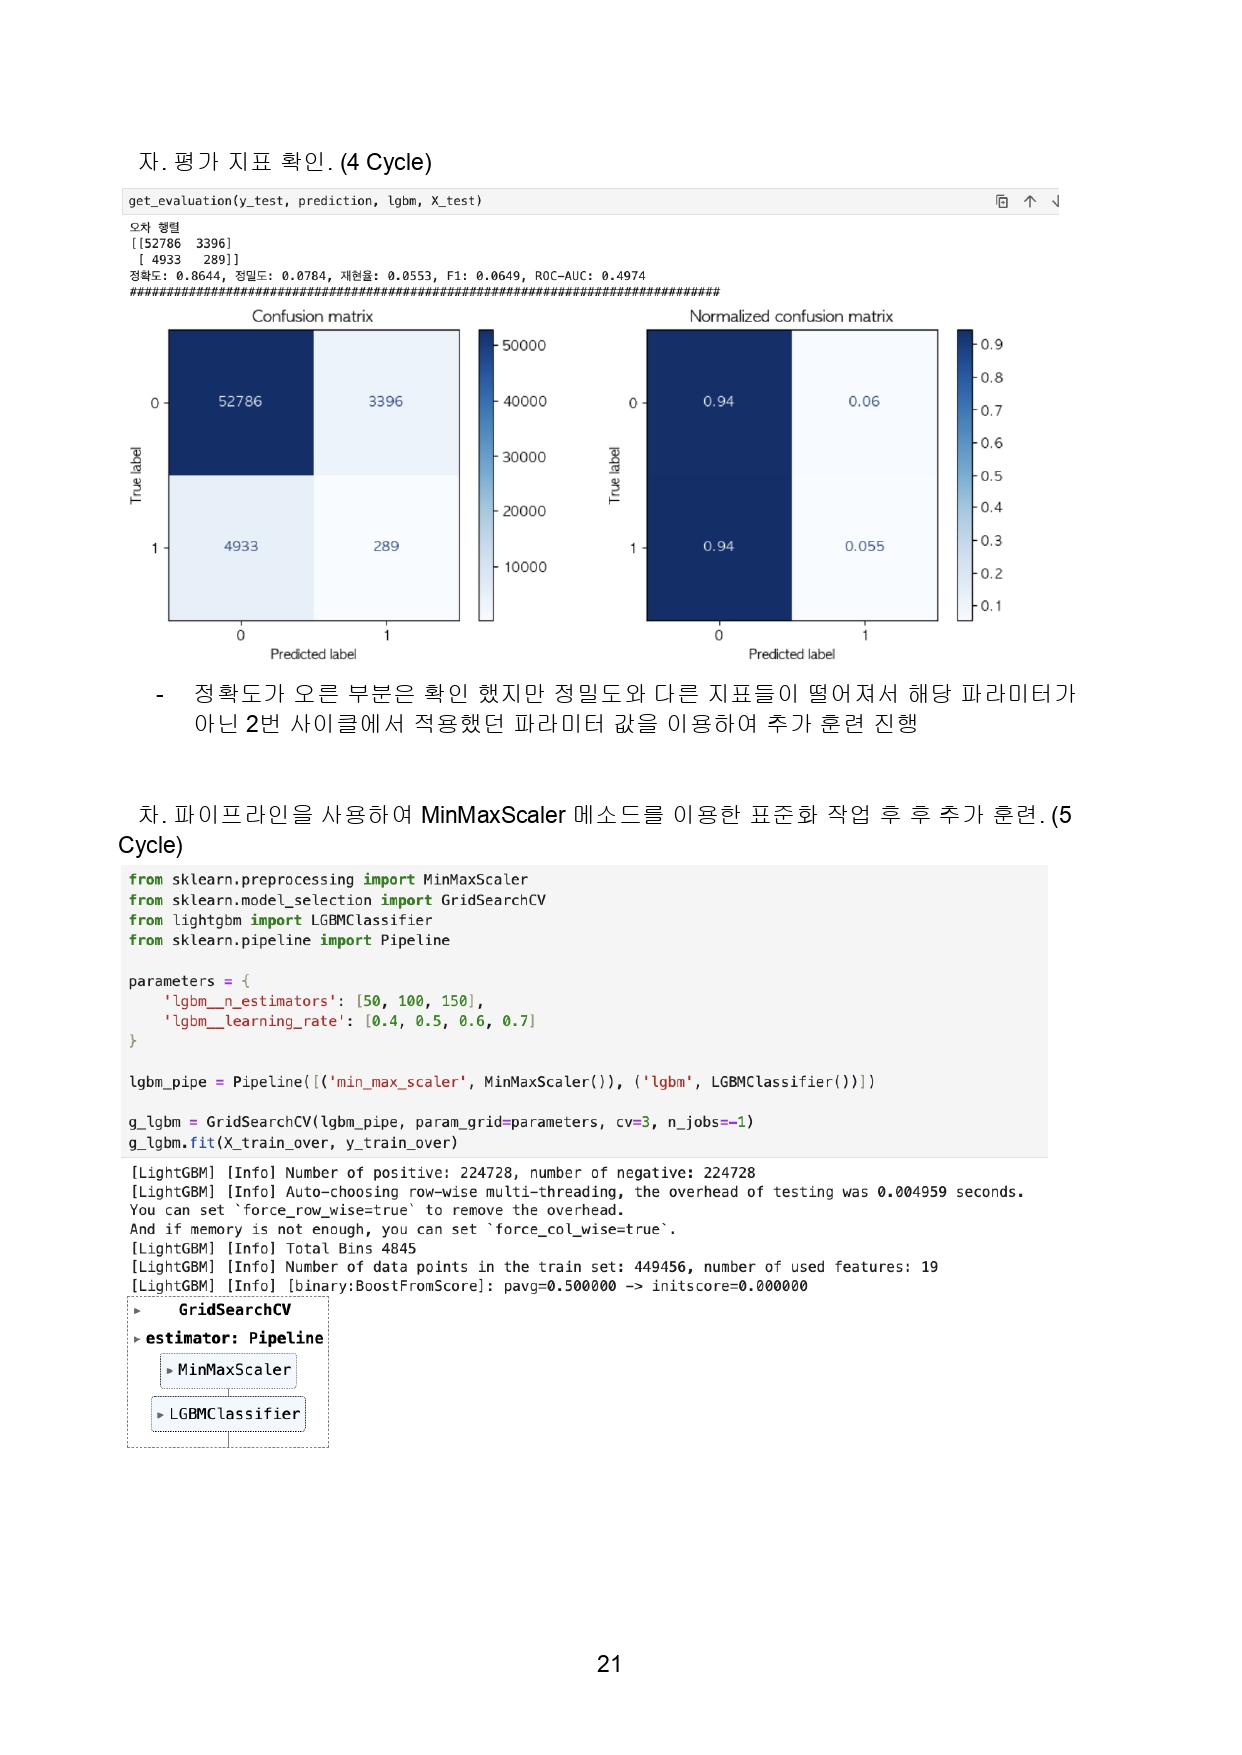 자. 평가 지표 확인. (4 Cycle)
get_evaluation(y_test, prediction, lgbm, X_test)
오차 행렬
[[52786  3396]
 [ 4933   289]]
정확도: 0.8644, 정밀도: 0.0784, 재현율: 0.0553, F1: 0.0649, ROC-AUC: 0.4974
################################################################################
Confusion matrix
52786 3396
4933 289
0
1
True label
0 1
Predicted label
50000
40000
30000
20000
10000
Normalized confusion matrix
0.94 0.06
0.94 0.055
0
1
True label
0 1
Predicted label
0.9
0.8
0.7
0.6
0.5
0.4
0.3
0.2
0.1
- 정확도가 오른 부분은 확인 했지만 정밀도와 다른 지표들이 떨어져서 해당 파라미터가
아닌 2번 사이클에서 적용했던 파라미터 값을 이용하여 추가 훈련 진행
차. 파이프라인을 사용하여 MinMaxScaler 메소드를 이용한 표준화 작업 후 후 추가 훈련. (5
Cycle)
from sklearn.preprocessing import MinMaxScaler
from sklearn.model_selection import GridSearchCV
from lightgbm import LGBMClassifier
from sklearn.pipeline import Pipeline
parameters = {
    'lgbm__n_estimators': [50, 100, 150],
    'lgbm__learning_rate': [0.4, 0.5, 0.6, 0.7]
}
lgbm_pipe = Pipeline([('min_max_scaler', MinMaxScaler()), ('lgbm', LGBMClassifier())])
g_lgbm = GridSearchCV(lgbm_pipe, param_grid=parameters, cv=3, n_jobs=-1)
g_lgbm.fit(X_train_over, y_train_over)
[LightGBM] [Info] Number of positive: 224728, number of negative: 224728
[LightGBM] [Info] Auto-choosing row-wise multi-threading, the overhead of testing was 0.004959 seconds.
You can set `force_row_wise=true` to remove the overhead.
And if memory is not enough, you can set `force_col_wise=true`.
[LightGBM] [Info] Total Bins 4845
[LightGBM] [Info] Number of data points in the train set: 449456, number of used features: 19
[LightGBM] [Info] [binary:BoostFromScore]: pavg=0.500000 -> initscore=0.000000
GridSearchCV
estimator: Pipeline
MinMaxScaler
LGBMClassifier
21